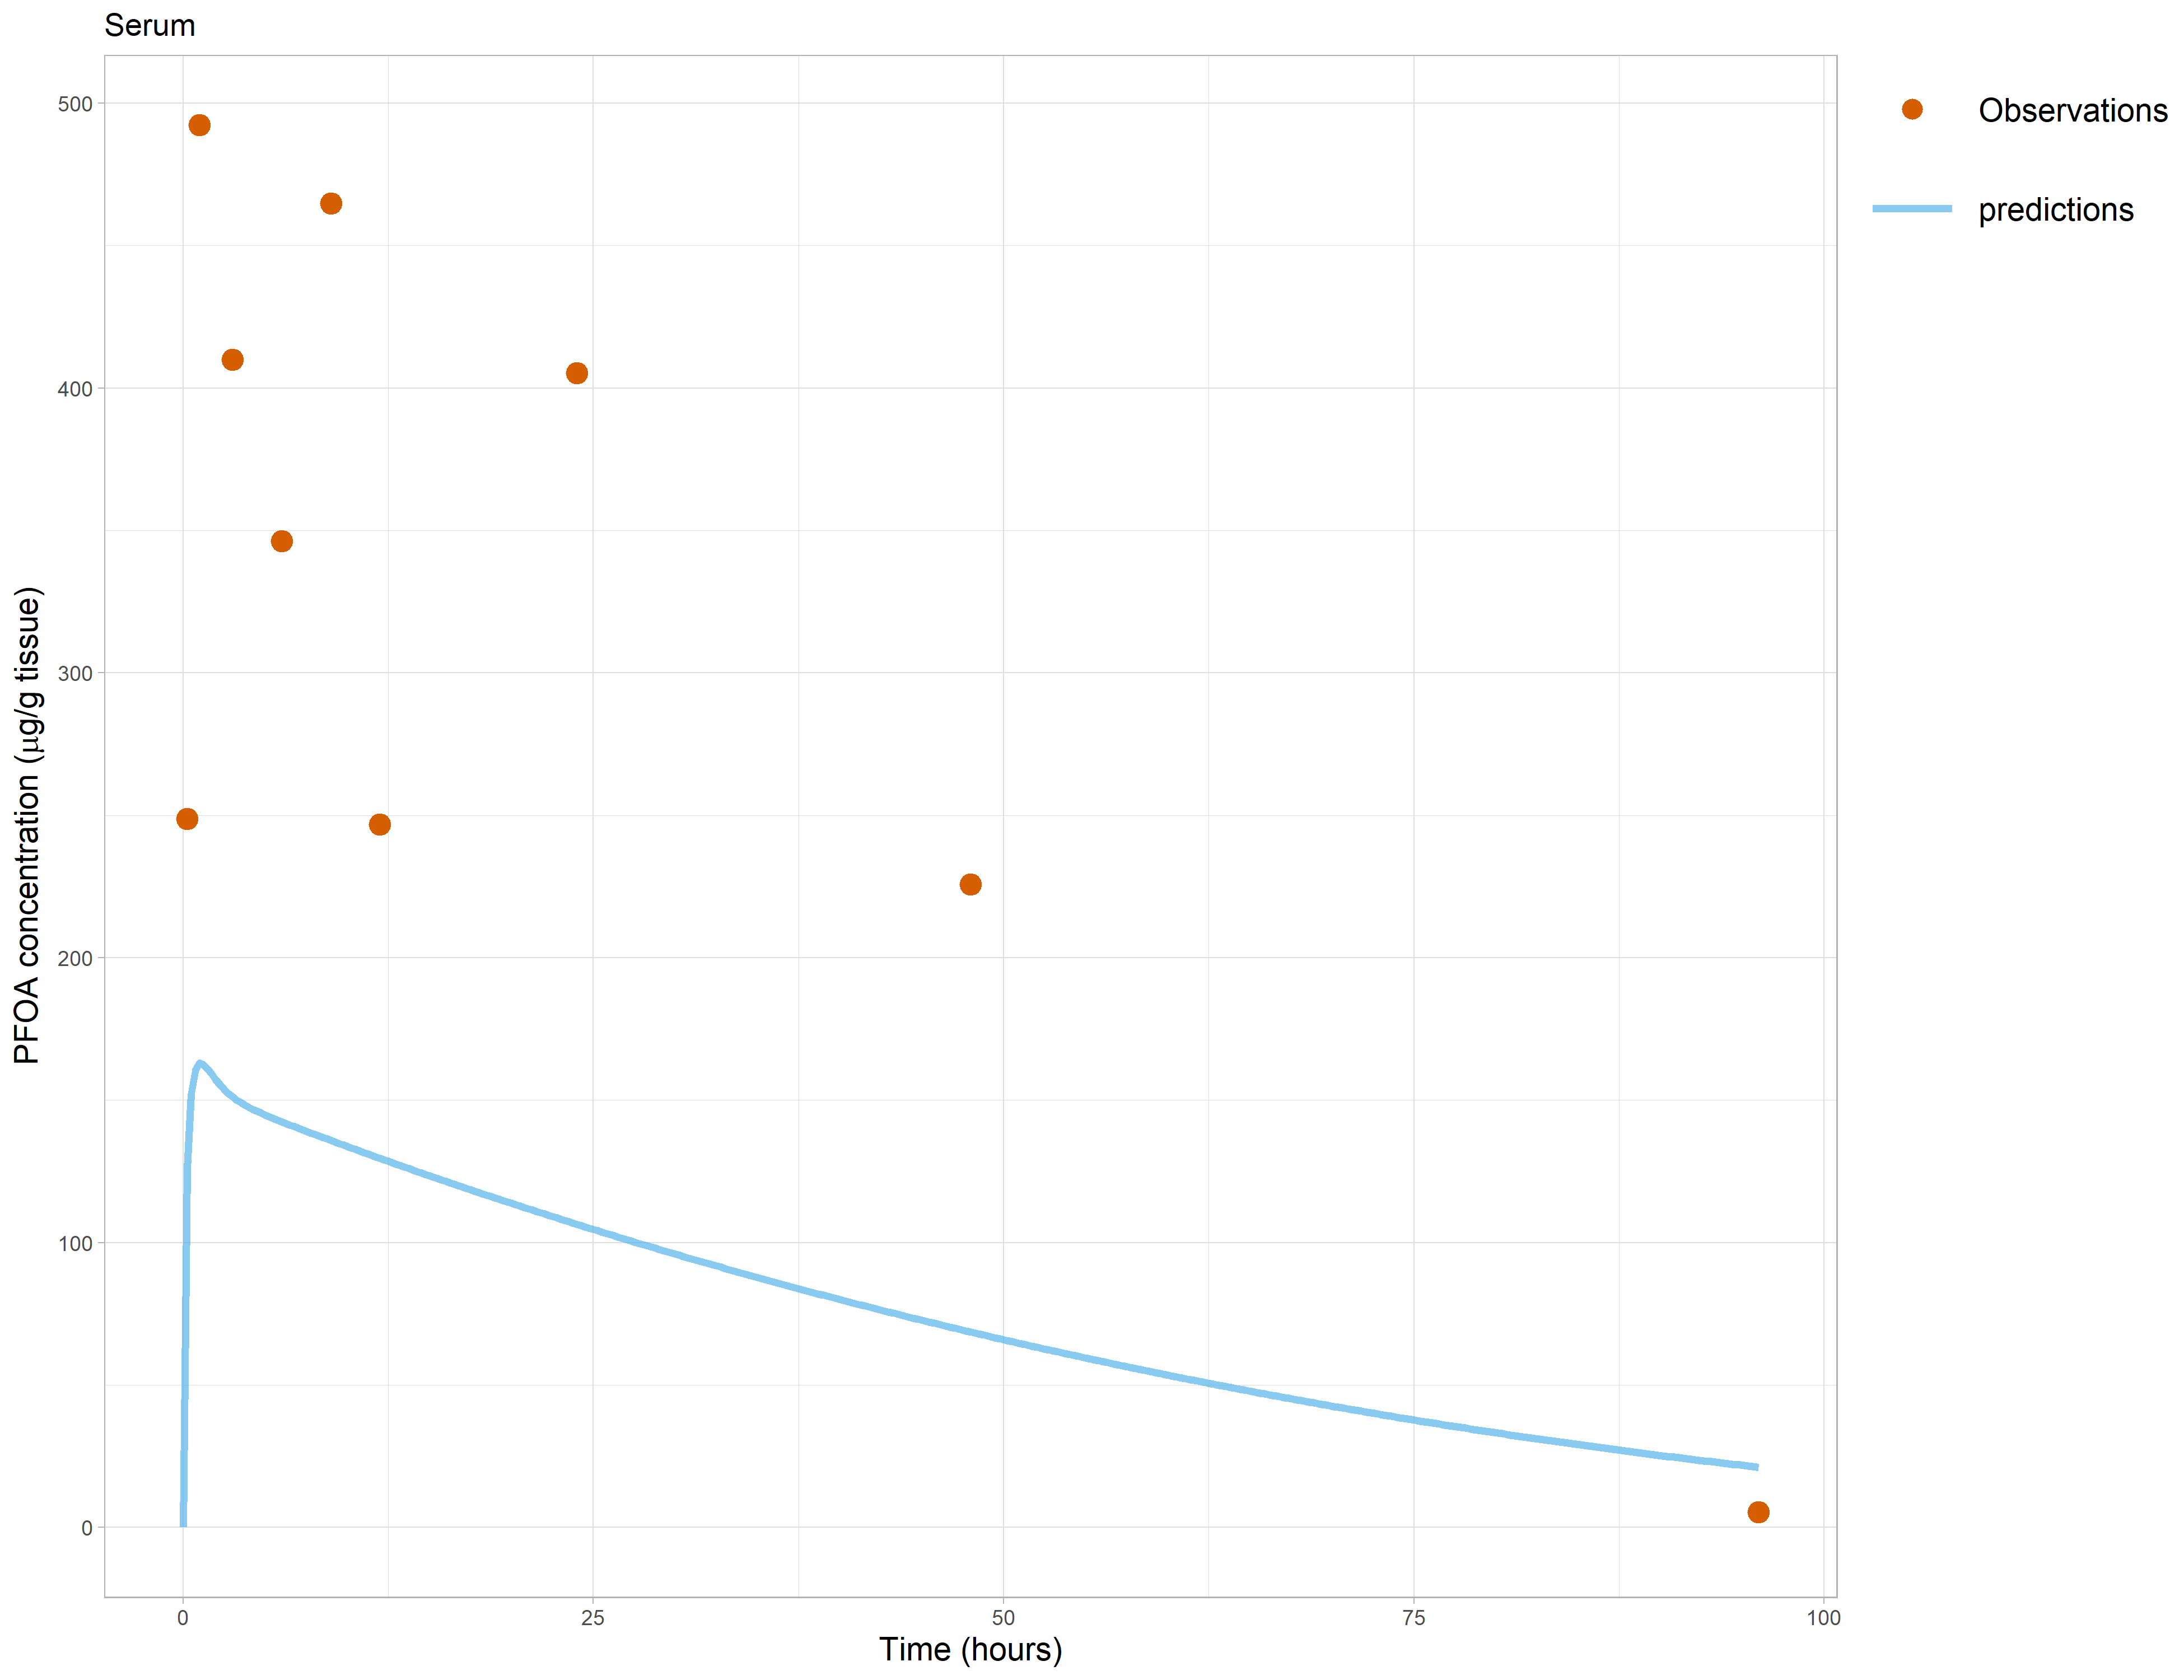 Serum
500
400
300
200
100
0
PFOA concentration (μg/g tissue)
0 25 50 75 100
Time (hours)
Observations
predictions